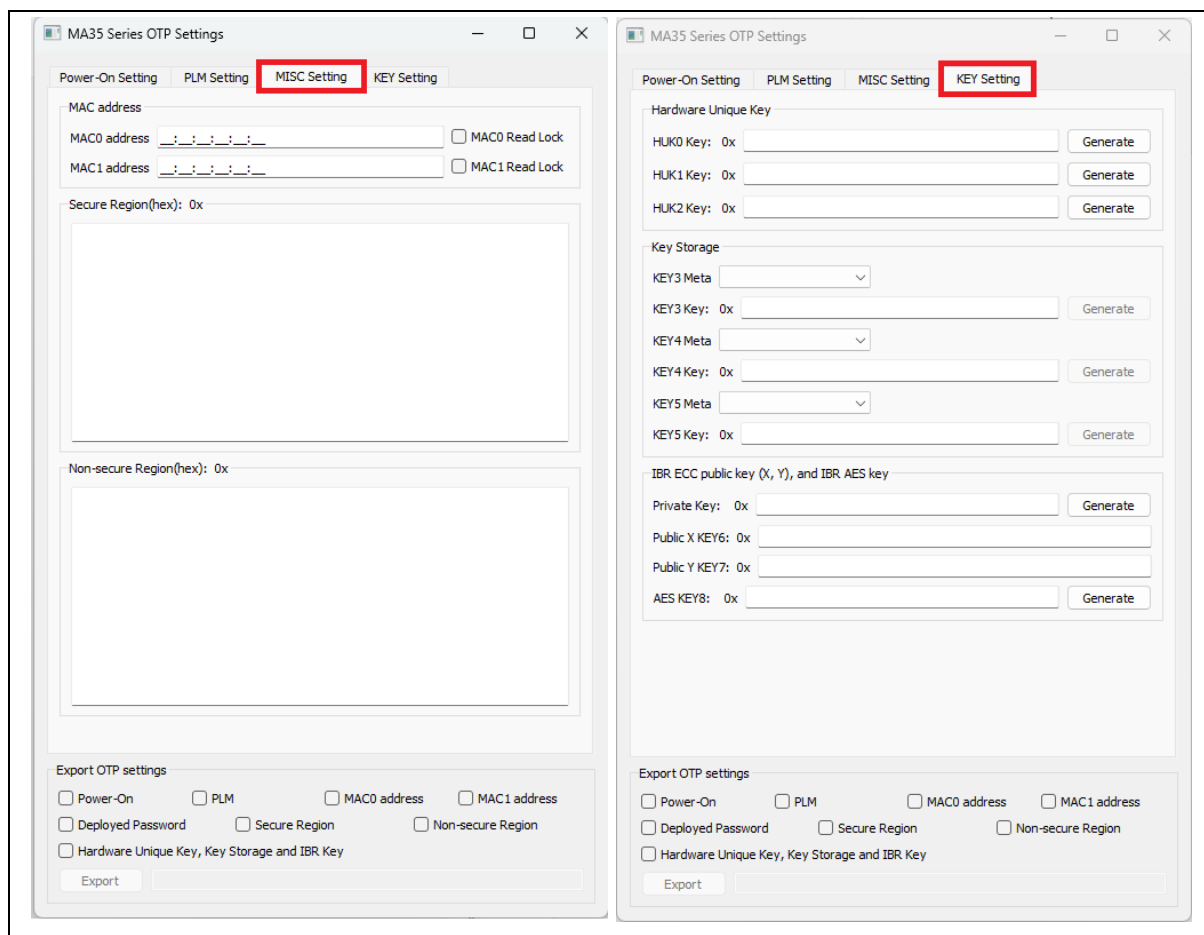 MA35 Series OTP Settings
Power-On Setting PLM Setting MISC Setting KEY Setting
MAC address
MAC0 address __:__:__:__:__:__ MAC0 Read Lock
MAC1 address __:__:__:__:__:__ MAC1 Read Lock
Secure Region(hex): 0x
Non-secure Region(hex): 0x
Export OTP settings
Power-On PLM MAC0 address MAC1 address
Deployed Password Secure Region Non-secure Region
Hardware Unique Key, Key Storage and IBR Key
Export
MA35 Series OTP Settings
Power-On Setting PLM Setting MISC Setting KEY Setting
Hardware Unique Key
HUK0 Key: 0x Generate
HUK1 Key: 0x Generate
HUK2 Key: 0x Generate
Key Storage
KEY3 Meta
KEY3 Key: 0x Generate
KEY4 Meta
KEY4 Key: 0x Generate
KEY5 Meta
KEY5 Key: 0x Generate
IBR ECC public key (X, Y), and IBR AES key
Private Key: 0x Generate
Public X KEY6: 0x
Public Y KEY7: 0x
AES KEY8: 0x Generate
Export OTP settings
Power-On PLM MAC0 address MAC1 address
Deployed Password Secure Region Non-secure Region
Hardware Unique Key, Key Storage and IBR Key
Export